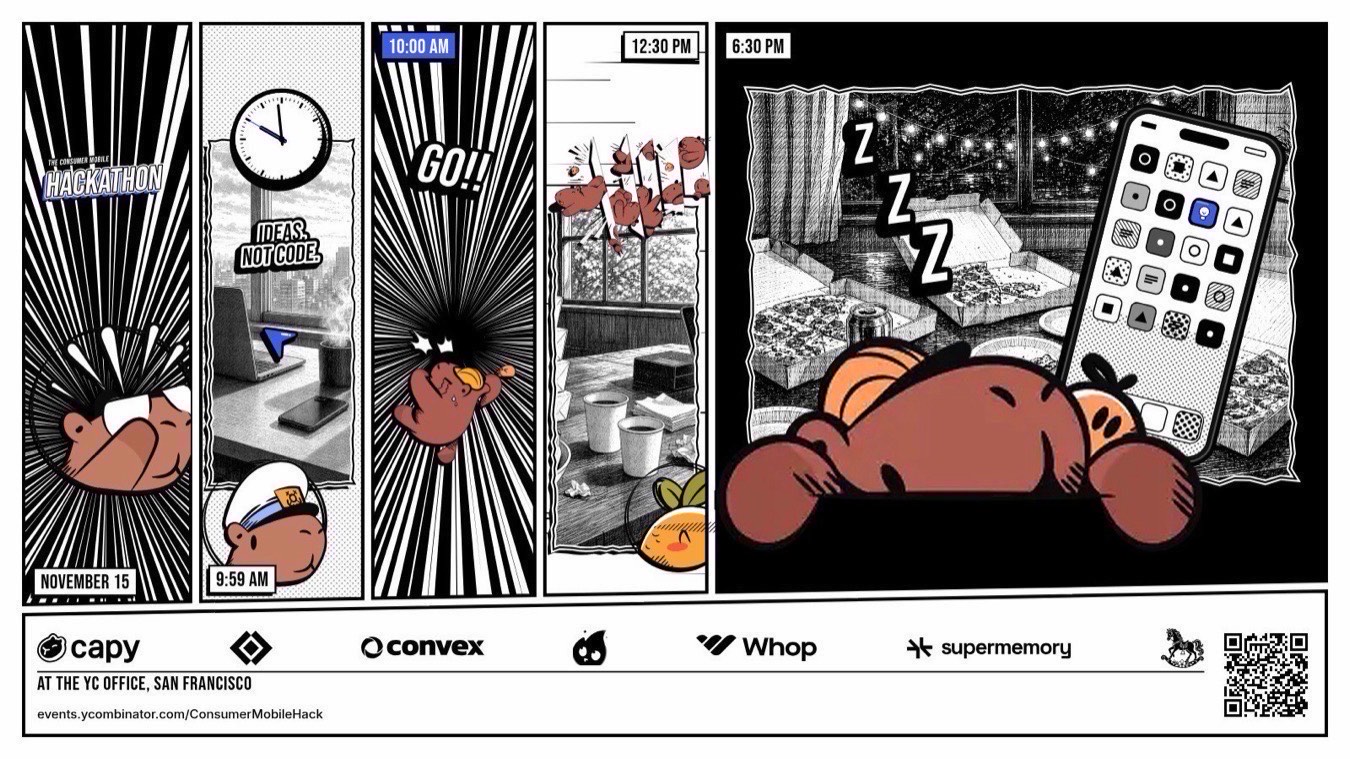 THE CONSUMER MOBILE
HACKATHON
NOVEMBER 15
IDEAS.
NOT CODE.
9:59 AM
10:00 AM
GO!!
12:30 PM
6:30 PM
Z
Z
Z
capy
convex
Whop
supermemory
AT THE YC OFFICE, SAN FRANCISCO
events.ycombinator.com/ConsumerMobileHack